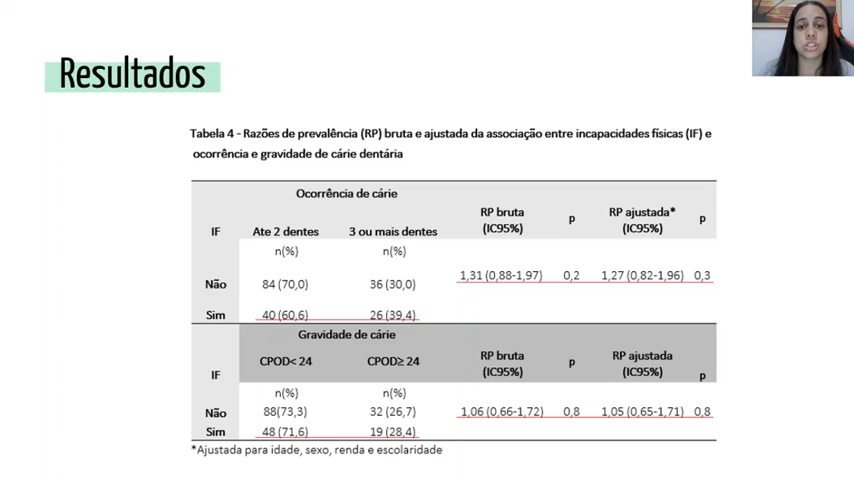 Resultados
Tabela 4 - Razões de prevalência (RP) bruta e ajustada da associação entre incapacidades físicas (IF) e
ocorrência e gravidade de cárie dentária
Ocorrência de cárie
IF Ate 2 dentes 3 ou mais dentes RP bruta (IC95%) p RP ajustada* (IC95%) p
n(%) n(%)
1,31 (0,88-1,97) 0,2 1,27 (0,82-1,96) 0,3
Não 84 (70,0) 36 (30,0)
Sim 40 (60,6) 26 (39,4)
Gravidade de cárie
IF CPOD< 24 CPOD≥ 24 RP bruta (IC95%) p RP ajustada (IC95%) p
n(%) n(%)
Não 88(73,3) 32 (26,7) 1,06 (0,66-1,72) 0,8 1,05 (0,65-1,71) 0,8
Sim 48 (71,6) 19 (28,4)
*Ajustada para idade, sexo, renda e escolaridade